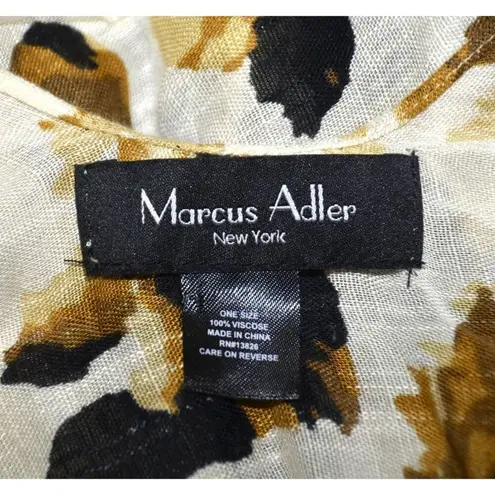 Marcus Adler
New York
ONE SIZE
100% VISCOSE
MADE IN CHINA
RN#13826
CARE ON REVERSE